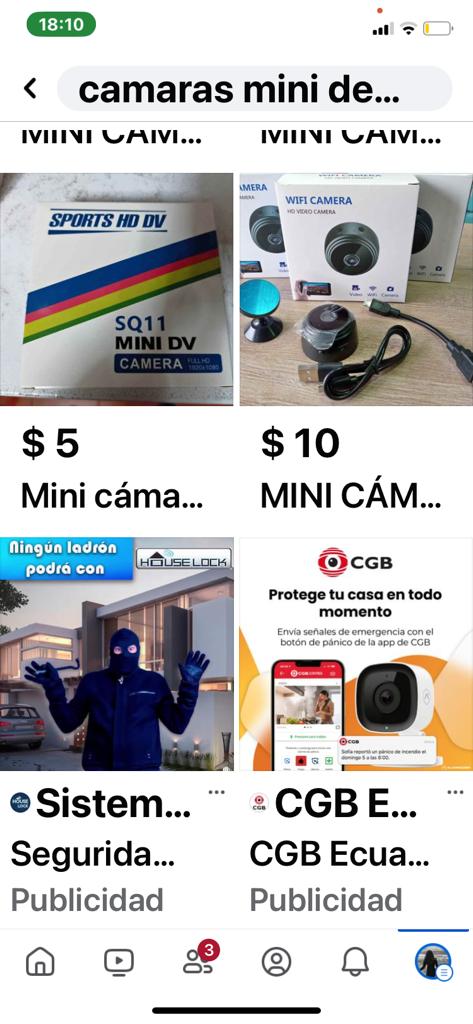 18:10
camaras mini de...
MINI CÁM...
MINI CÁM...
SPORTS HD DV
SQ11
MINI DV
CAMERA FULL HD
1920x1080
WIFI CAMERA
HD VIDEO CAMERA
Video WiFi Camera
$ 5
Mini cáma...
$ 10
MINI CÁM...
Ningún ladrón
podrá con
HOUSE LOCK
CGB
Protege tu casa en todo
momento
Envía señales de emergencia con el
botón de pánico de la app de CGB
CGB
Sofía reportó un pánico de incendio el
domingo 5 a las 8:00.
Sistem...
Segurida...
Publicidad
CGB E...
CGB Ecua...
Publicidad
3